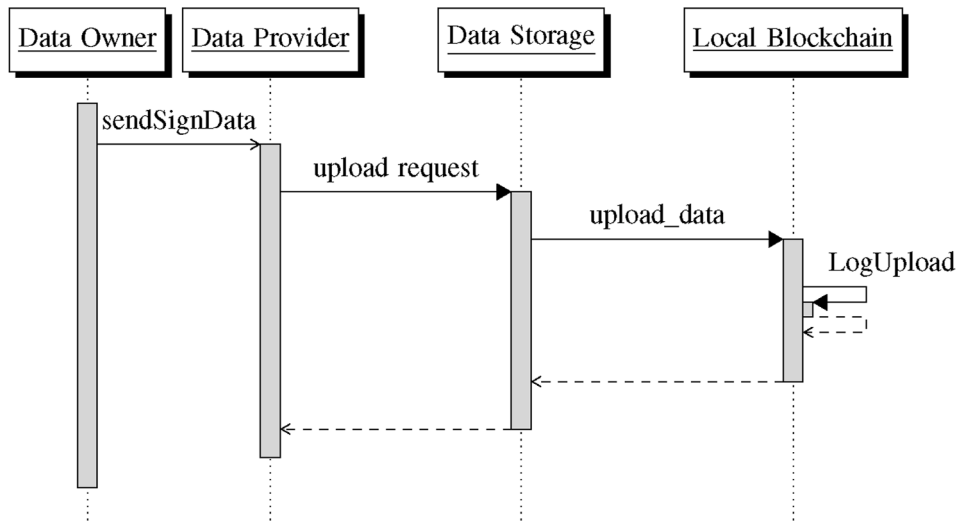 Data Owner
Data Provider
Data Storage
Local Blockchain
sendSignData
upload request
upload_data
LogUpload